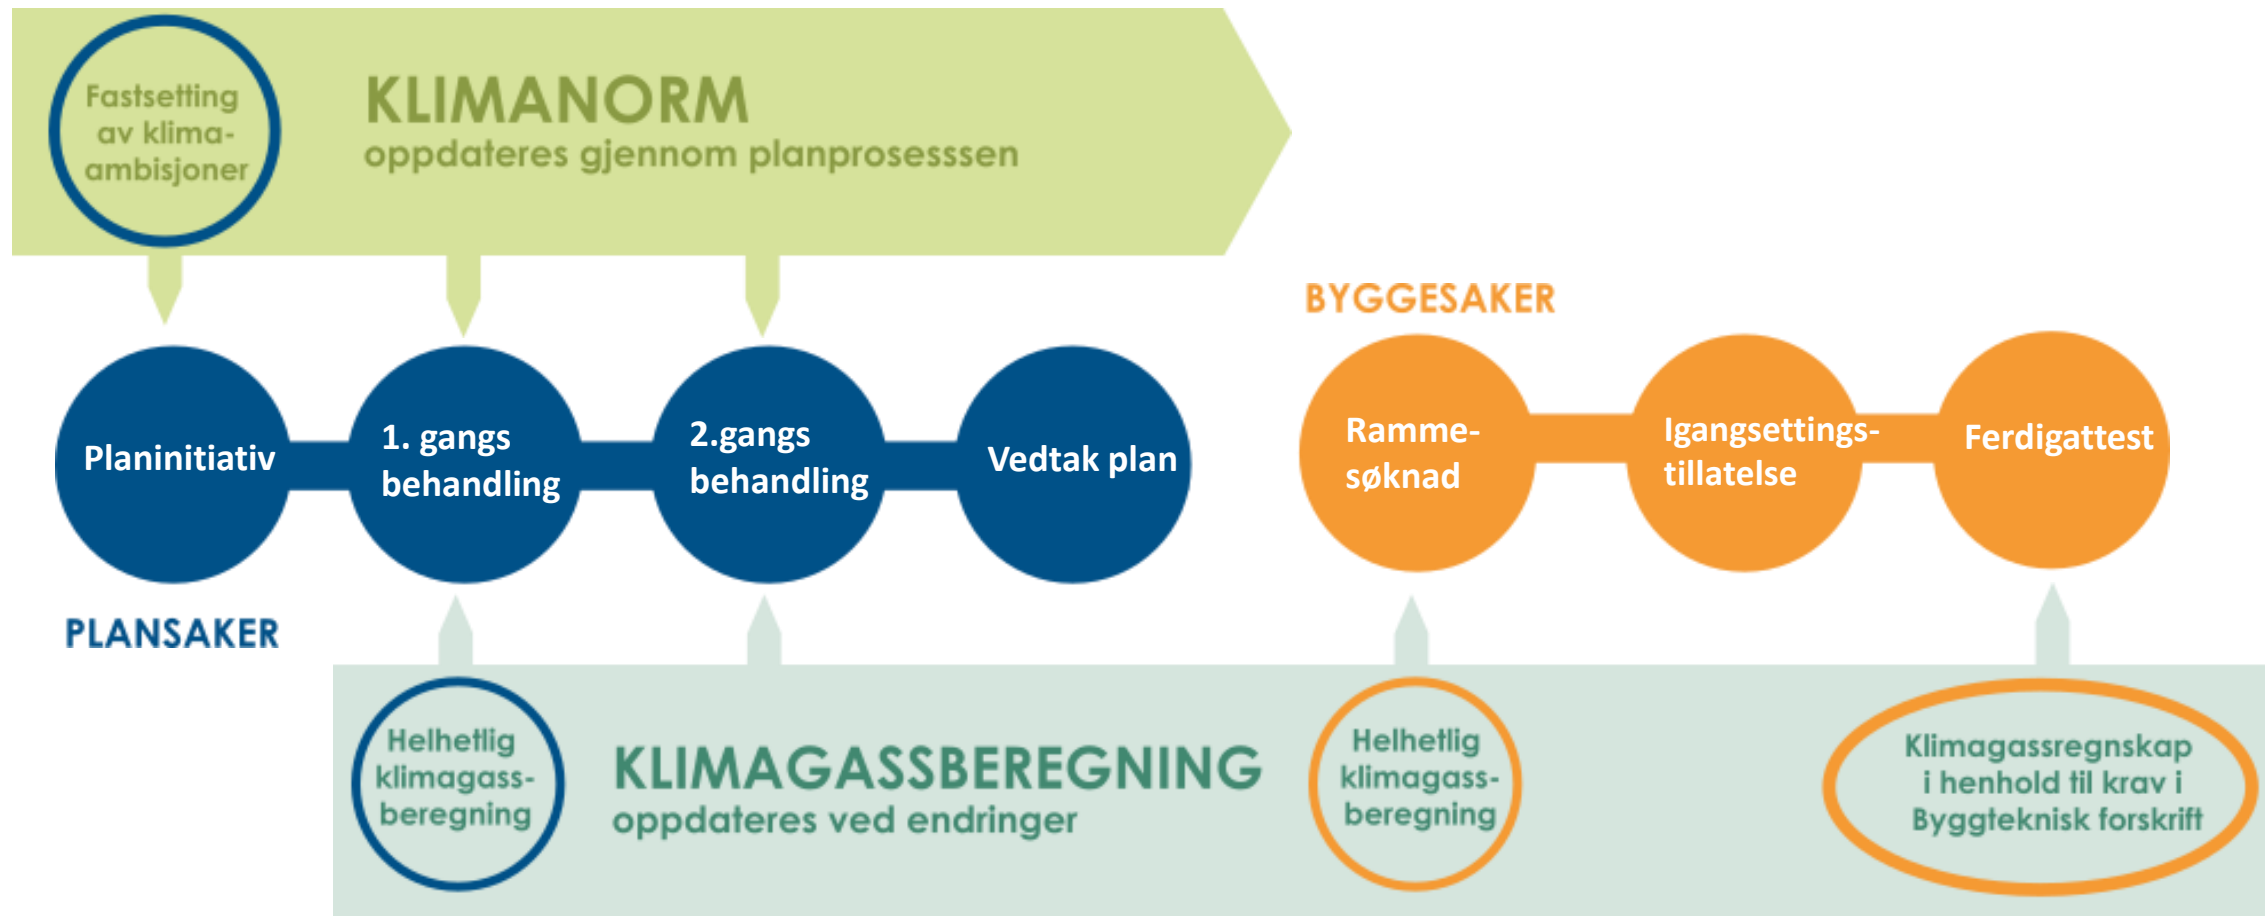 Fastsetting
av klima-
ambisjoner
KLIMANORM
oppdateres gjennom planprosesssen
BYGGESAKER
Planinitiativ
1. gangs
behandling
2.gangs
behandling
Vedtak plan
Ramme-
søknad
Igangsettings-
tillatelse
Ferdigattest
PLANSAKER
Helhetlig
klimagass-
beregning
KLIMAGASSBEREGNING
oppdateres ved endringer
Helhetlig
klimagass-
beregning
Klimagassregnskap
i henhold til krav i
Byggteknisk forskrift